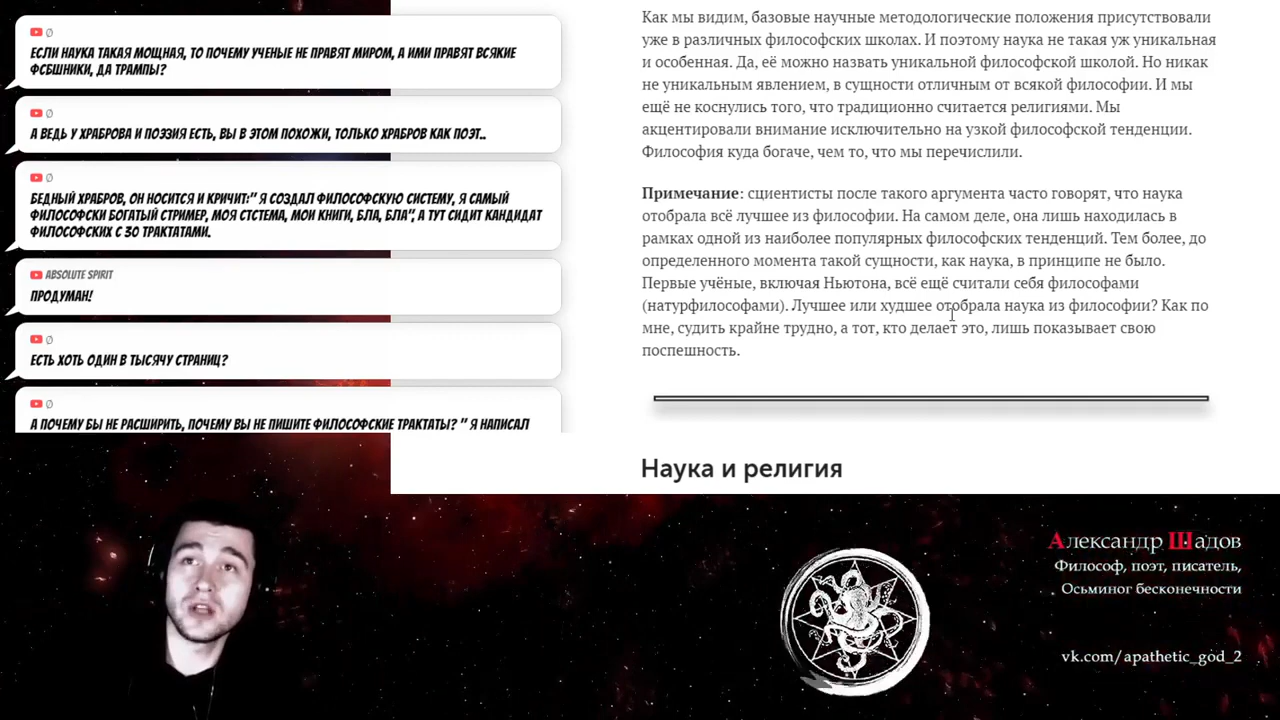 Ø
ЕСЛИ НАУКА ТАКАЯ МОЩНАЯ, ТО ПОЧЕМУ УЧЕНЫЕ НЕ ПРАВЯТ МИРОМ, А ИМИ ПРАВЯТ ВСЯКИЕ
ФСБШНИКИ, ДА ТРАМПЫ?
Ø
А ВЕДЬ У ХРАБРОВА И ПОЭЗИЯ ЕСТЬ, ВЫ В ЭТОМ ПОХОЖИ, ТОЛЬКО ХРАБРОВ КАК ПОЭТ..
Ø
БЕДНЫЙ ХРАБРОВ, ОН НОСИТСЯ И КРИЧИТ:" Я СОЗДАЛ ФИЛОСОФСКУЮ СИСТЕМУ, Я САМЫЙ
ФИЛОСОФСКИ БОГАТЫЙ СТРИМЕР, МОЯ СТСТЕМА, МОИ КНИГИ, БЛА, БЛА", А ТУТ СИДИТ КАНДИДАТ
ФИЛОСОФСКИХ С 30 ТРАКТАТАМИ.
ABSOLUTE SPIRIT
ПРОДУМАН!
Ø
ЕСТЬ ХОТЬ ОДИН В ТЫСЯЧУ СТРАНИЦ?
Ø
А ПОЧЕМУ БЫ НЕ РАСШИРИТЬ, ПОЧЕМУ ВЫ НЕ ПИШИТЕ ФИЛОСОФСКИЕ ТРАКТАТЫ? " Я НАПИСАЛ
Как мы видим, базовые научные методологические положения присутствовали
уже в различных философских школах. И поэтому наука не такая уж уникальная
и особенная. Да, её можно назвать уникальной философской школой. Но никак
не уникальным явлением, в сущности отличным от всякой философии. И мы
ещё не коснулись того, что традиционно считается религиями. Мы
акцентировали внимание исключительно на узкой философской тенденции.
Философия куда богаче, чем то, что мы перечислили.
Примечание: сциентисты после такого аргумента часто говорят, что наука
отобрала всё лучшее из философии. На самом деле, она лишь находилась в
рамках одной из наиболее популярных философских тенденций. Тем более, до
определенного момента такой сущности, как наука, в принципе не было.
Первые учёные, включая Ньютона, всё ещё считали себя философами
(натурфилософами). Лучшее или худшее отобрала наука из философии? Как по
мне, судить крайне трудно, а тот, кто делает это, лишь показывает свою
поспешность.
Наука и религия
Александр Шадов
Философ, поэт, писатель,
Осьминог бесконечности
vk.com/apathetic_god_2